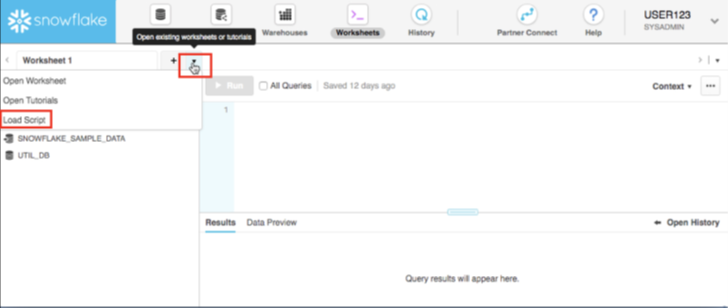 snowflake
Warehouses
Worksheets
History
Partner Connect
Help
USER123
SYSADMIN
Open existing worksheets or tutorials
Worksheet 1
Open Worksheet
Open Tutorials
Load Script
SNOWFLAKE_SAMPLE_DATA
UTIL_DB
Run
All Queries
Saved 12 days ago
Context
1
Results
Data Preview
Open History
Query results will appear here.